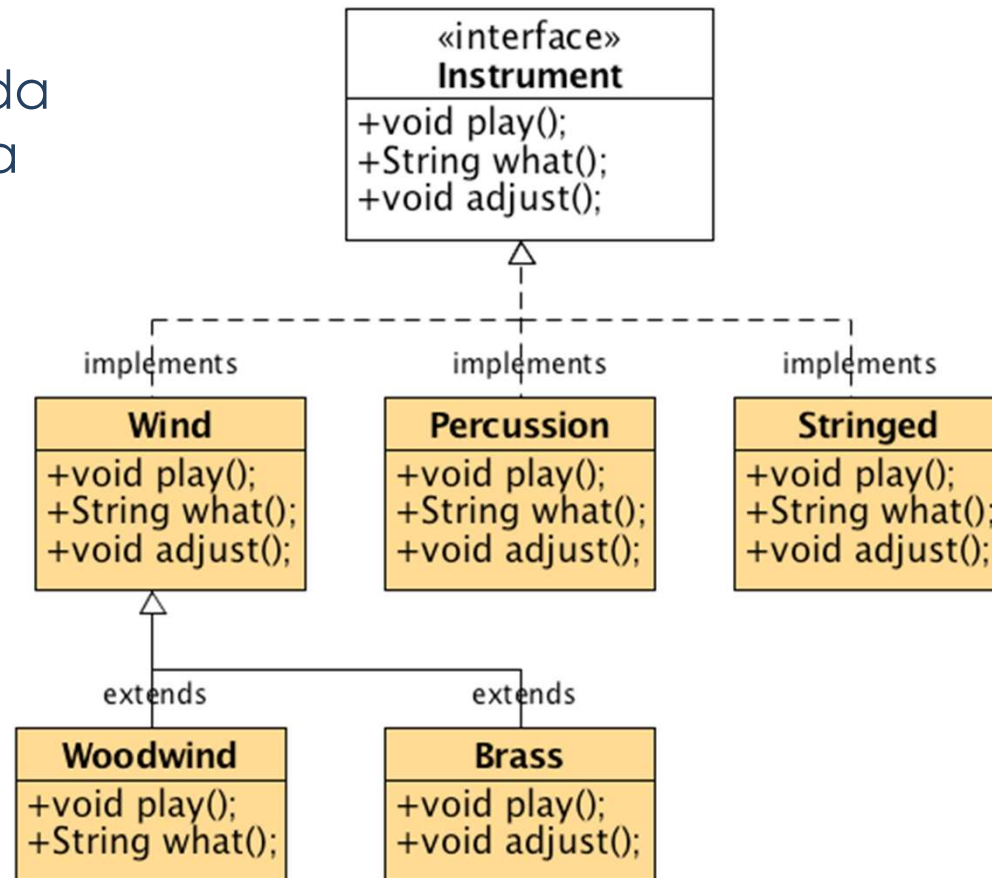 da
a
«interface»
Instrument
+void play();
+String what();
+void adjust();
implements
implements
implements
Wind
+void play();
+String what();
+void adjust();
Percussion
+void play();
+String what();
+void adjust();
Stringed
+void play();
+String what();
+void adjust();
extends
extends
Woodwind
+void play();
+String what();
Brass
+void play();
+void adjust();